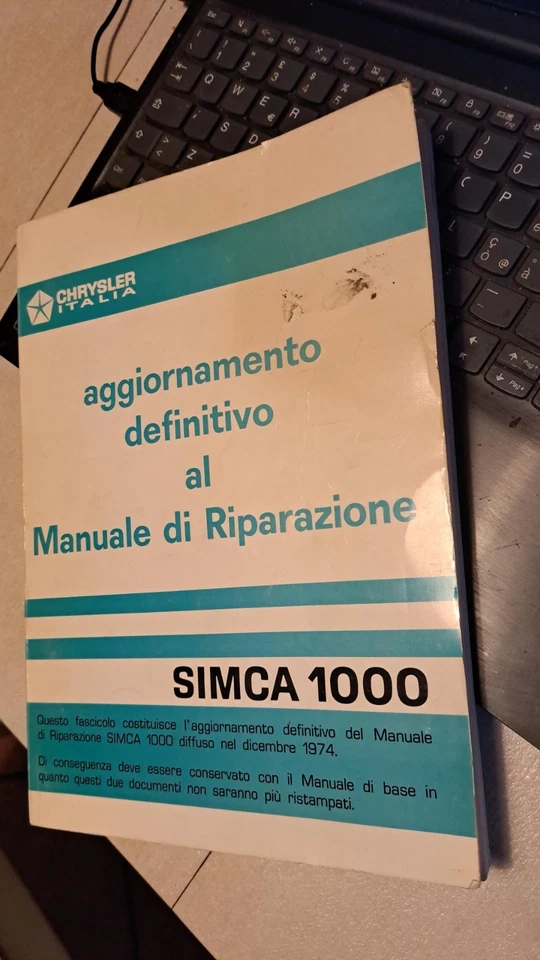 CHRYSLER
ITALIA
aggiornamento
definitivo
al
Manuale di Riparazione
SIMCA 1000
Questo fascicolo costituisce l'aggiornamento definitivo del Manuale
di Riparazione SIMCA 1000 diffuso nel dicembre 1974.
Di conseguenza deve essere conservato con il Manuale di base in
quanto questi due documenti non saranno più ristampati.